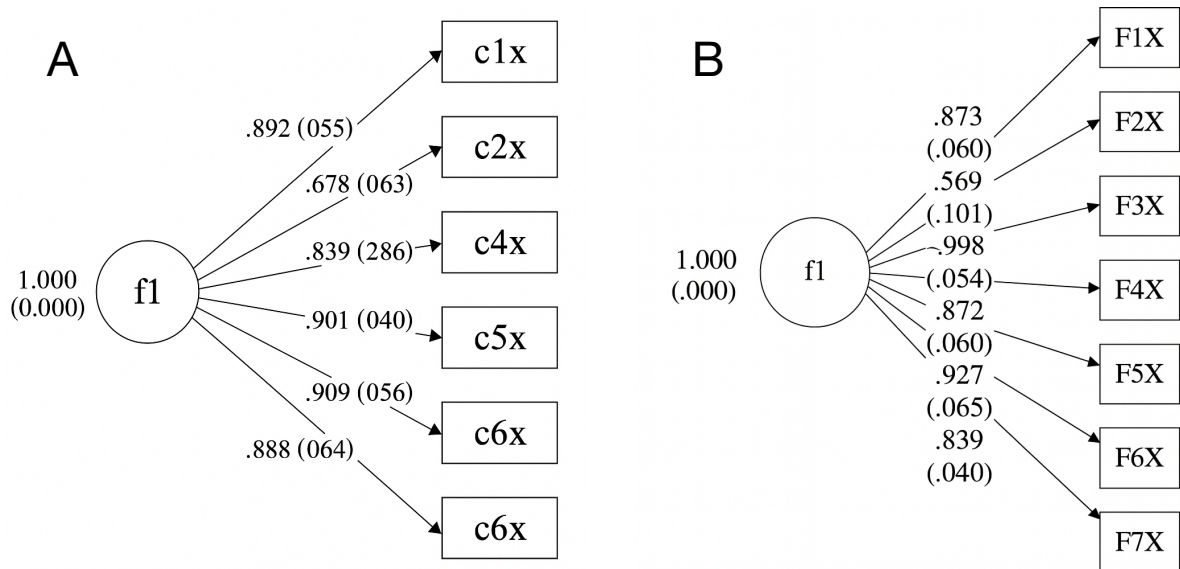 A
c1x
.892 (055)
c2x
.678 (063)
c4x
.839 (286)
1.000
(0.000)
f1
.901 (040)
c5x
.909 (056)
c6x
.888 (064)
c6x
B
F1X
.873
(.060)
F2X
.569
(.101)
F3X
.998
(.054)
1.000
(.000)
f1
F4X
.872
(.060)
F5X
.927
(.065)
F6X
.839
(.040)
F7X